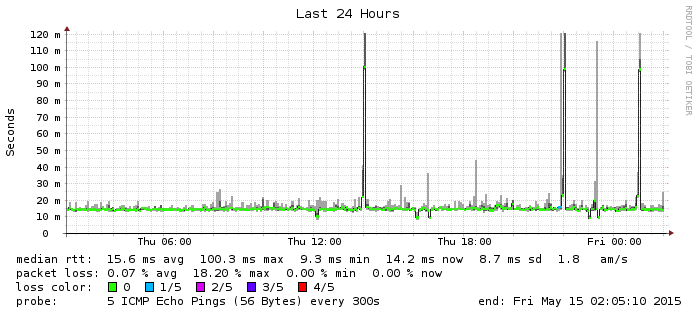 Last 24 Hours
RRDTOOL / TOBI OETIKER
Seconds
120 m
110 m
100 m
90 m
80 m
70 m
60 m
50 m
40 m
30 m
20 m
10 m
0
Thu 06:00 Thu 12:00 Thu 18:00 Fri 00:00
median rtt: 15.6 ms avg 100.3 ms max 9.3 ms min 14.2 ms now 8.7 ms sd 1.8 am/s
packet loss: 0.07 % avg 18.20 % max 0.00 % min 0.00 % now
loss color: 0 1/5 2/5 3/5 4/5
probe: 5 ICMP Echo Pings (56 Bytes) every 300s end: Fri May 15 02:05:10 2015